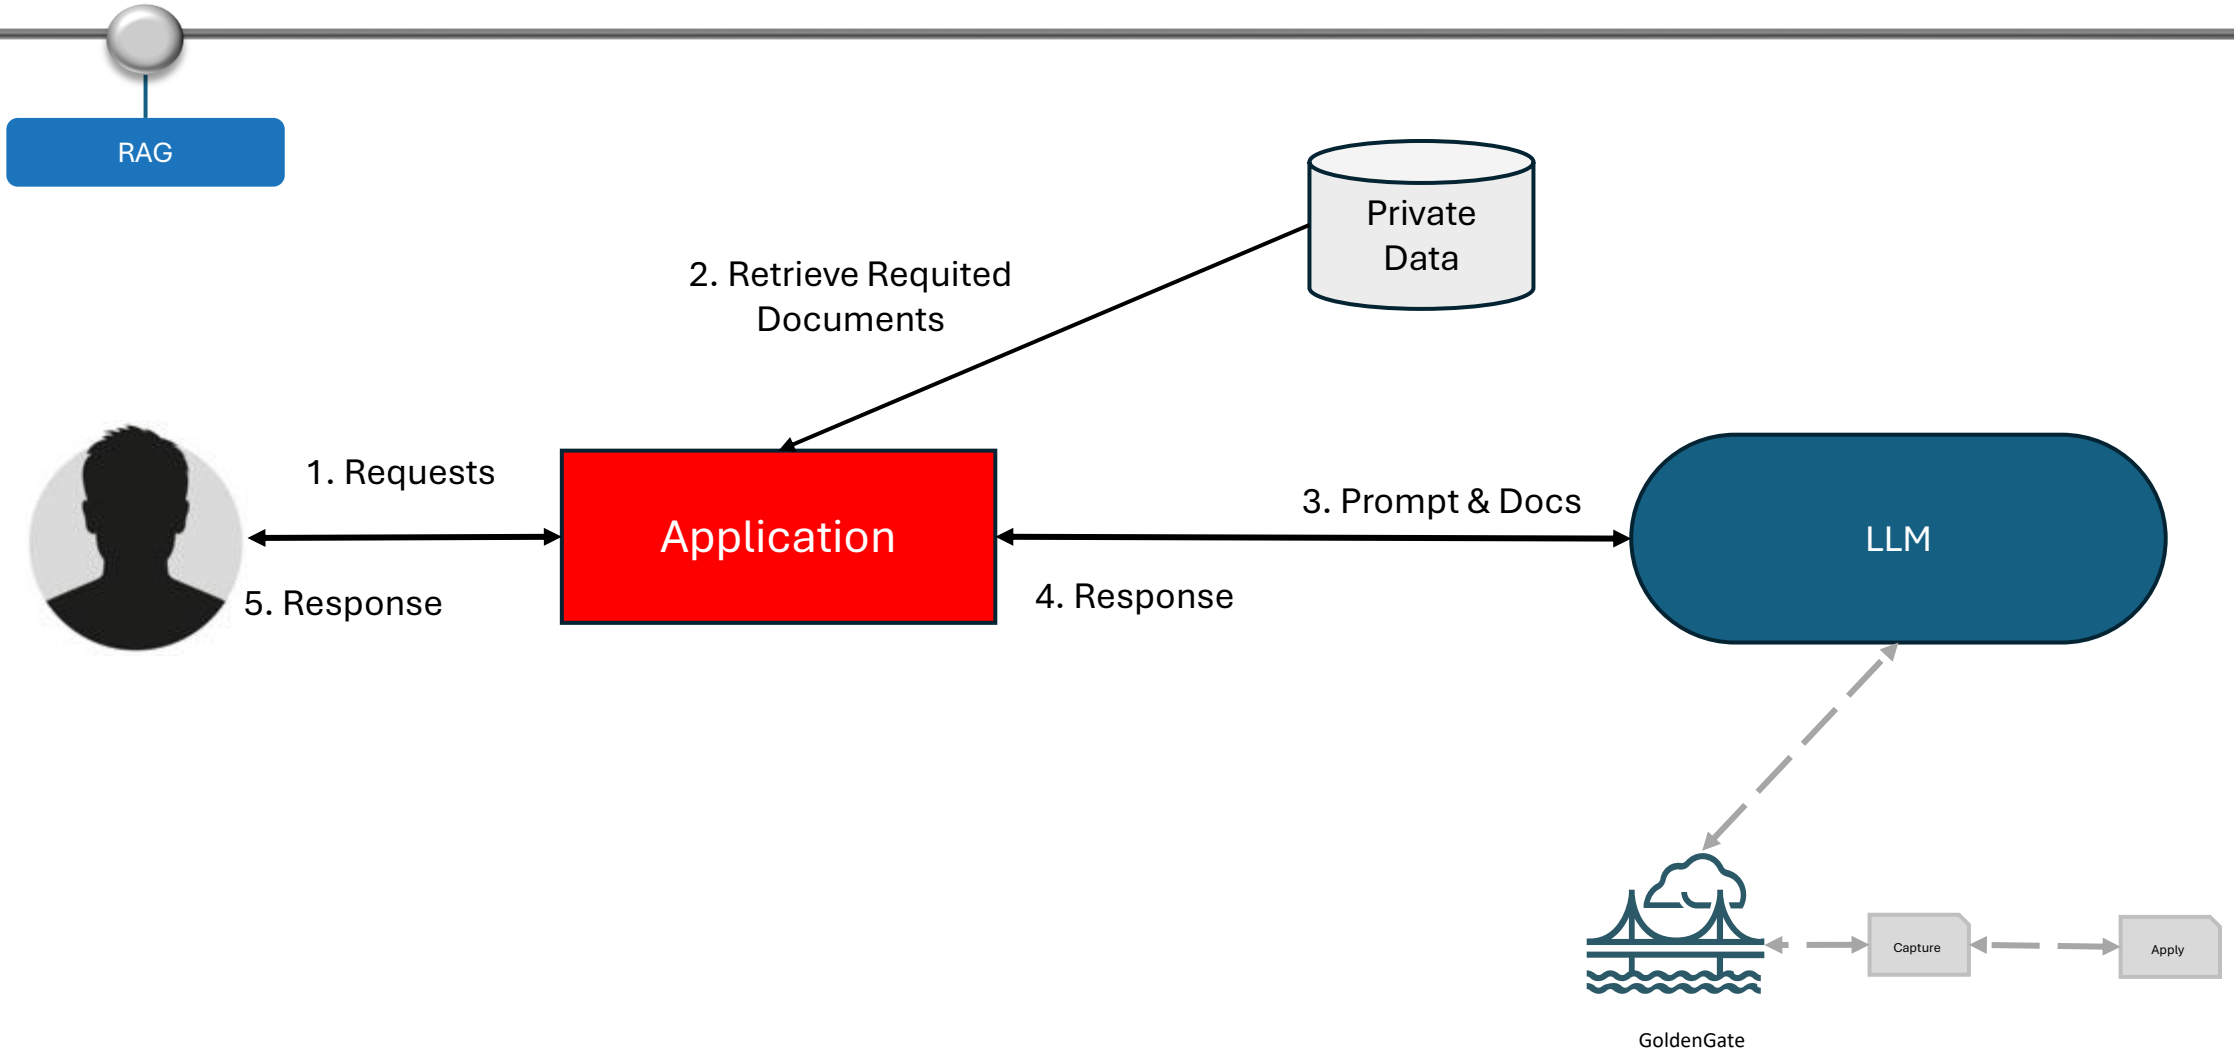 RAG
Private
Data
2. Retrieve Requited
Documents
1. Requests
Application
3. Prompt & Docs
LLM
5. Response
4. Response
Capture
Apply
GoldenGate